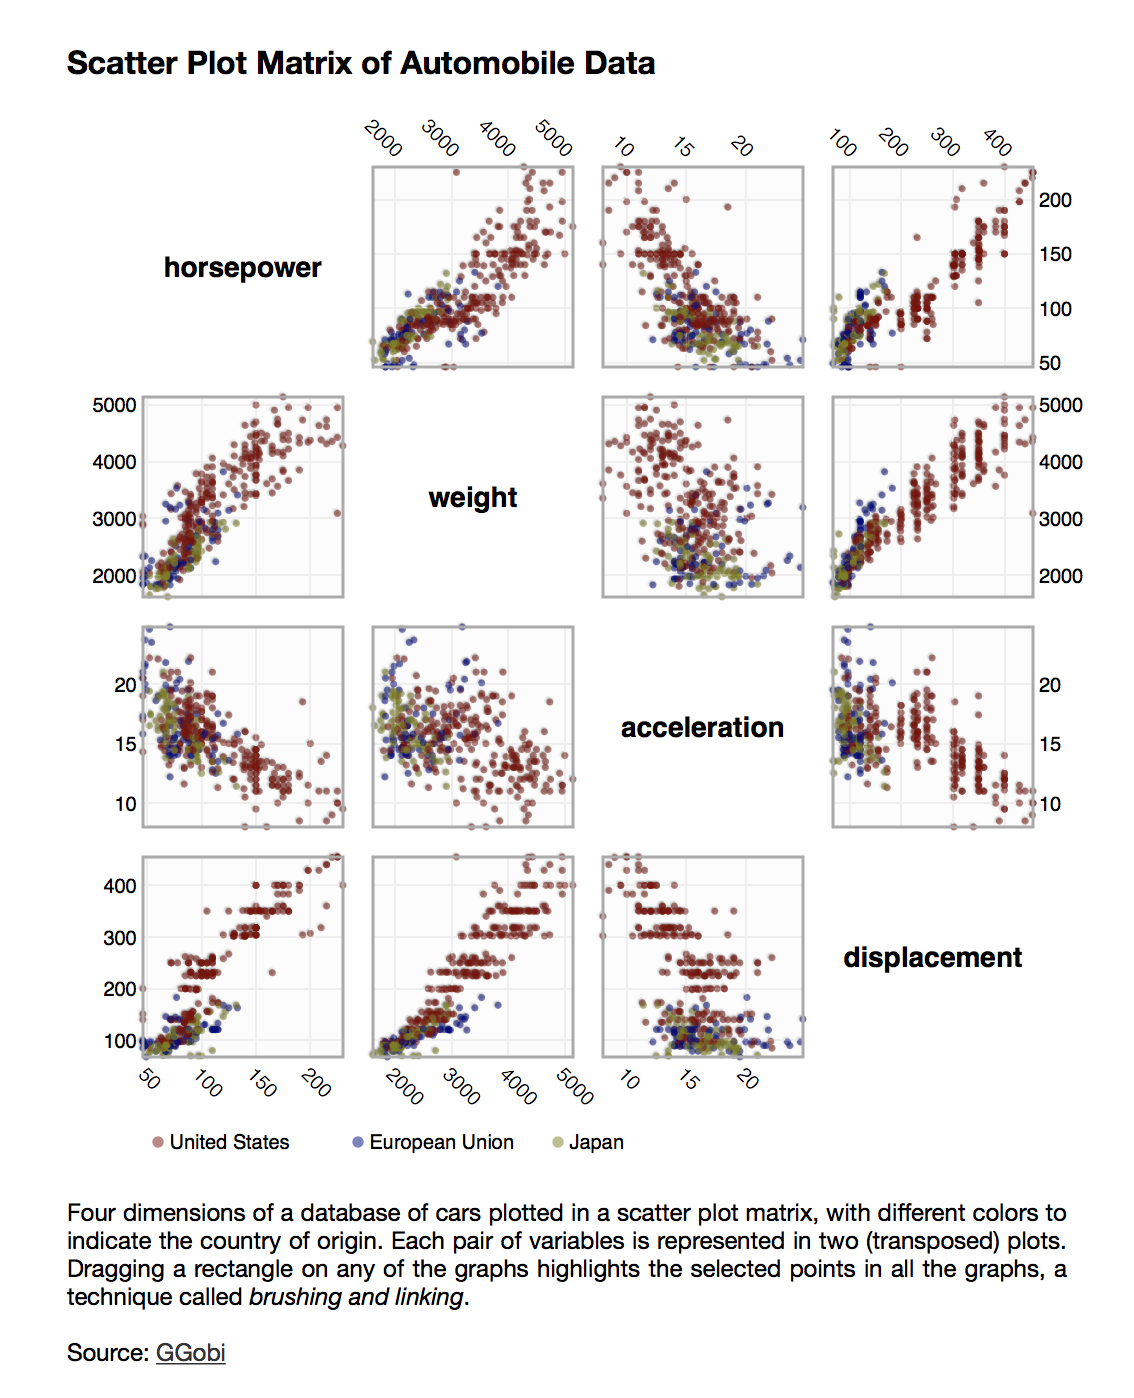 Scatter Plot Matrix of Automobile Data
2000 3000 4000 5000 10 15 20 100 200 300 400
horsepower
200
150
100
50
5000 5000
4000 4000
weight
3000 3000
2000 2000
20 20
acceleration
15 15
10 10
400
300
displacement
200
100
50 100 150 200 2000 3000 4000 5000 10 15 20
United States European Union Japan
Four dimensions of a database of cars plotted in a scatter plot matrix, with different colors to
indicate the country of origin. Each pair of variables is represented in two (transposed) plots.
Dragging a rectangle on any of the graphs highlights the selected points in all the graphs, a
technique called brushing and linking.
Source: GGobi